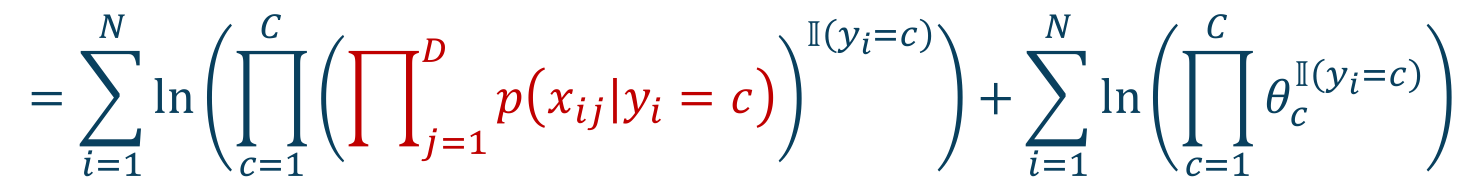 = \sum_{i=1}^{N} \ln \left( \prod_{c=1}^{C} \left( \prod_{j=1}^{D} p(x_{ij}|y_i = c) \right)^{\mathbb{I}(y_i=c)} \right) + \sum_{i=1}^{N} \ln \left( \prod_{c=1}^{C} \theta_c^{\mathbb{I}(y_i=c)} \right)